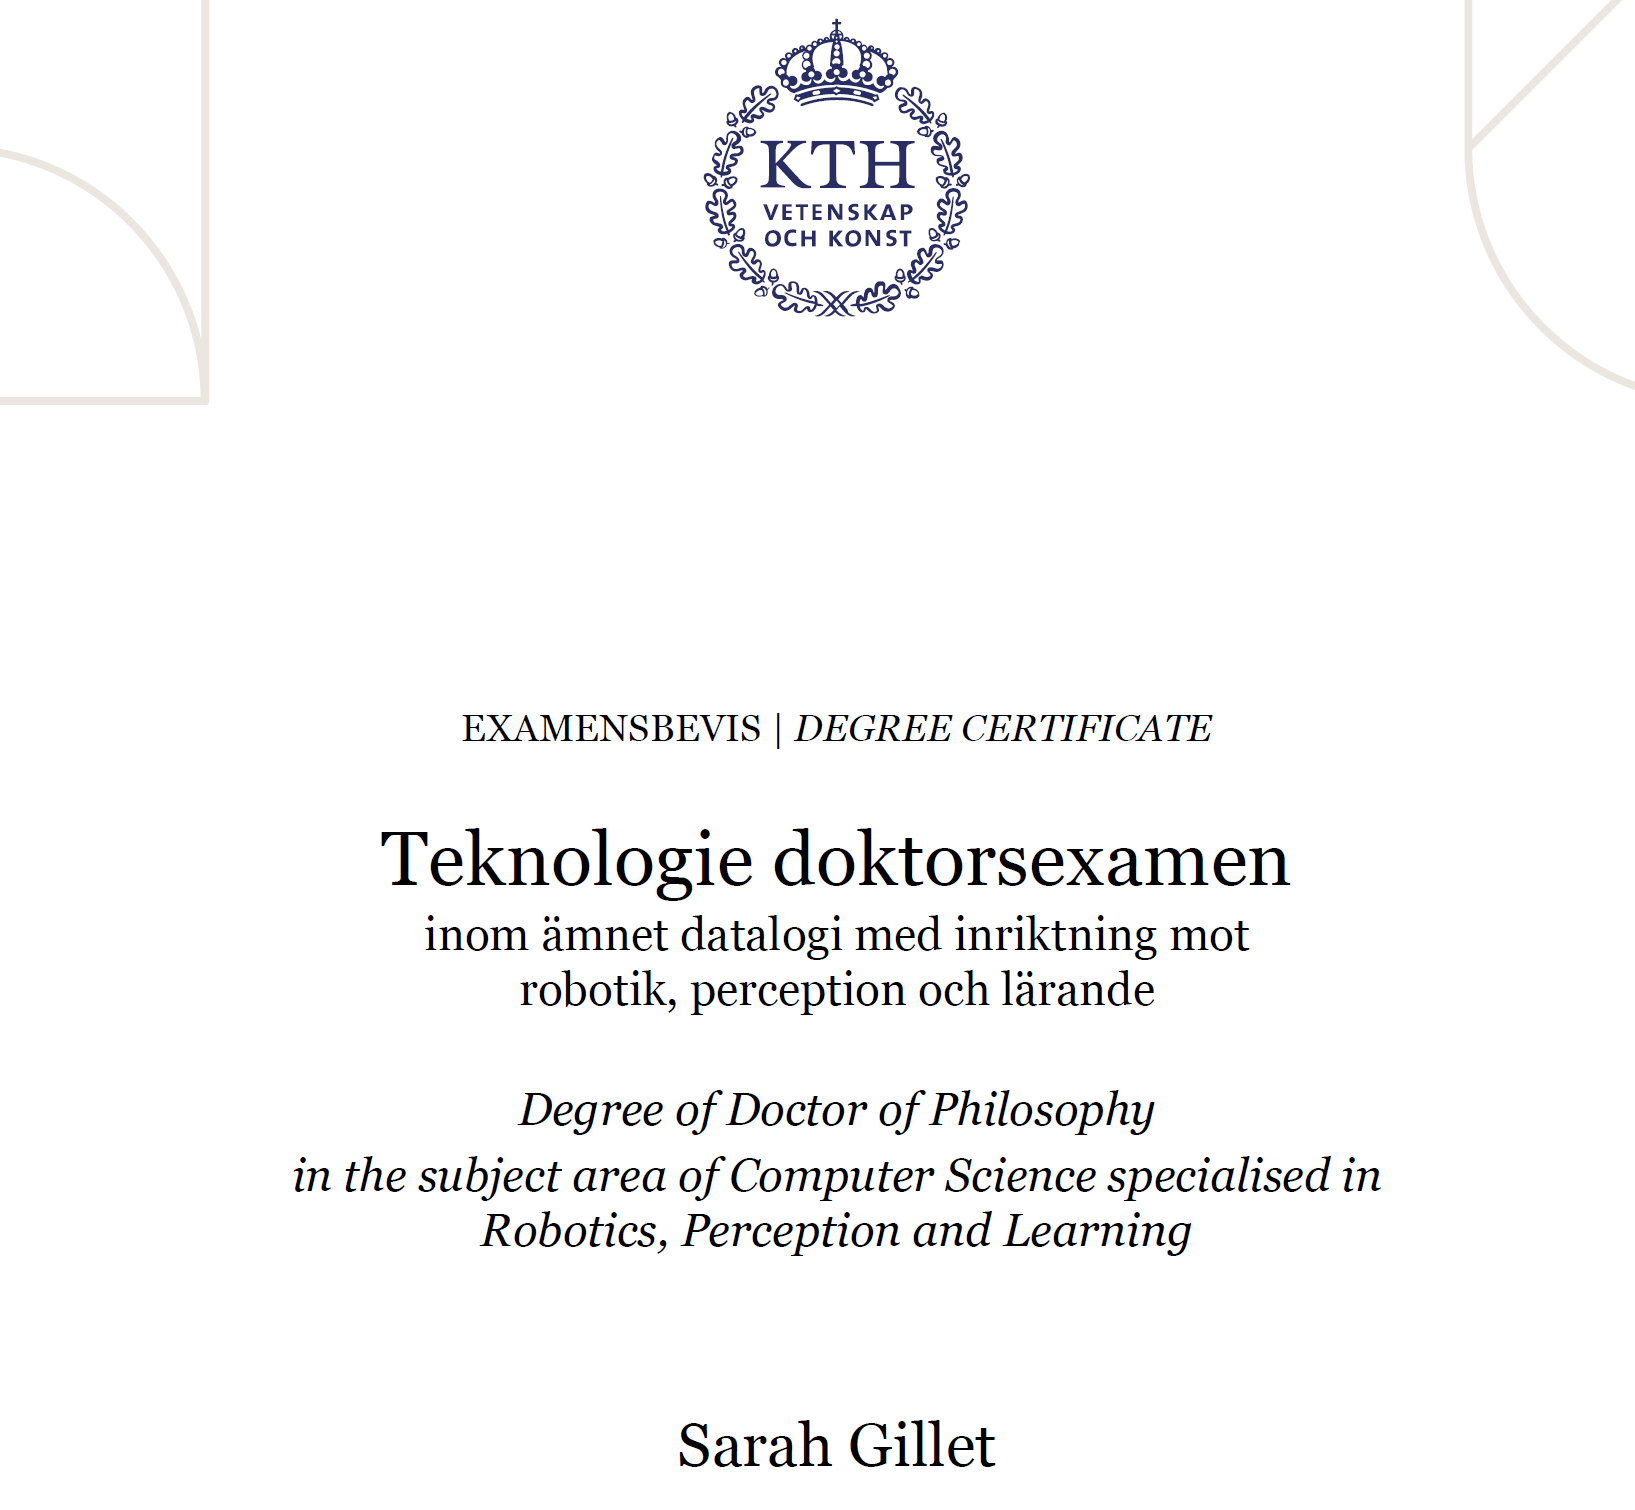 KTH
VETENSKAP
OCH KONST
EXAMENSBEVIS | DEGREE CERTIFICATE
Teknologie doktorsexamen
inom ämnet datalogi med inriktning mot
robotik, perception och lärande
Degree of Doctor of Philosophy
in the subject area of Computer Science specialised in
Robotics, Perception and Learning
Sarah Gillet